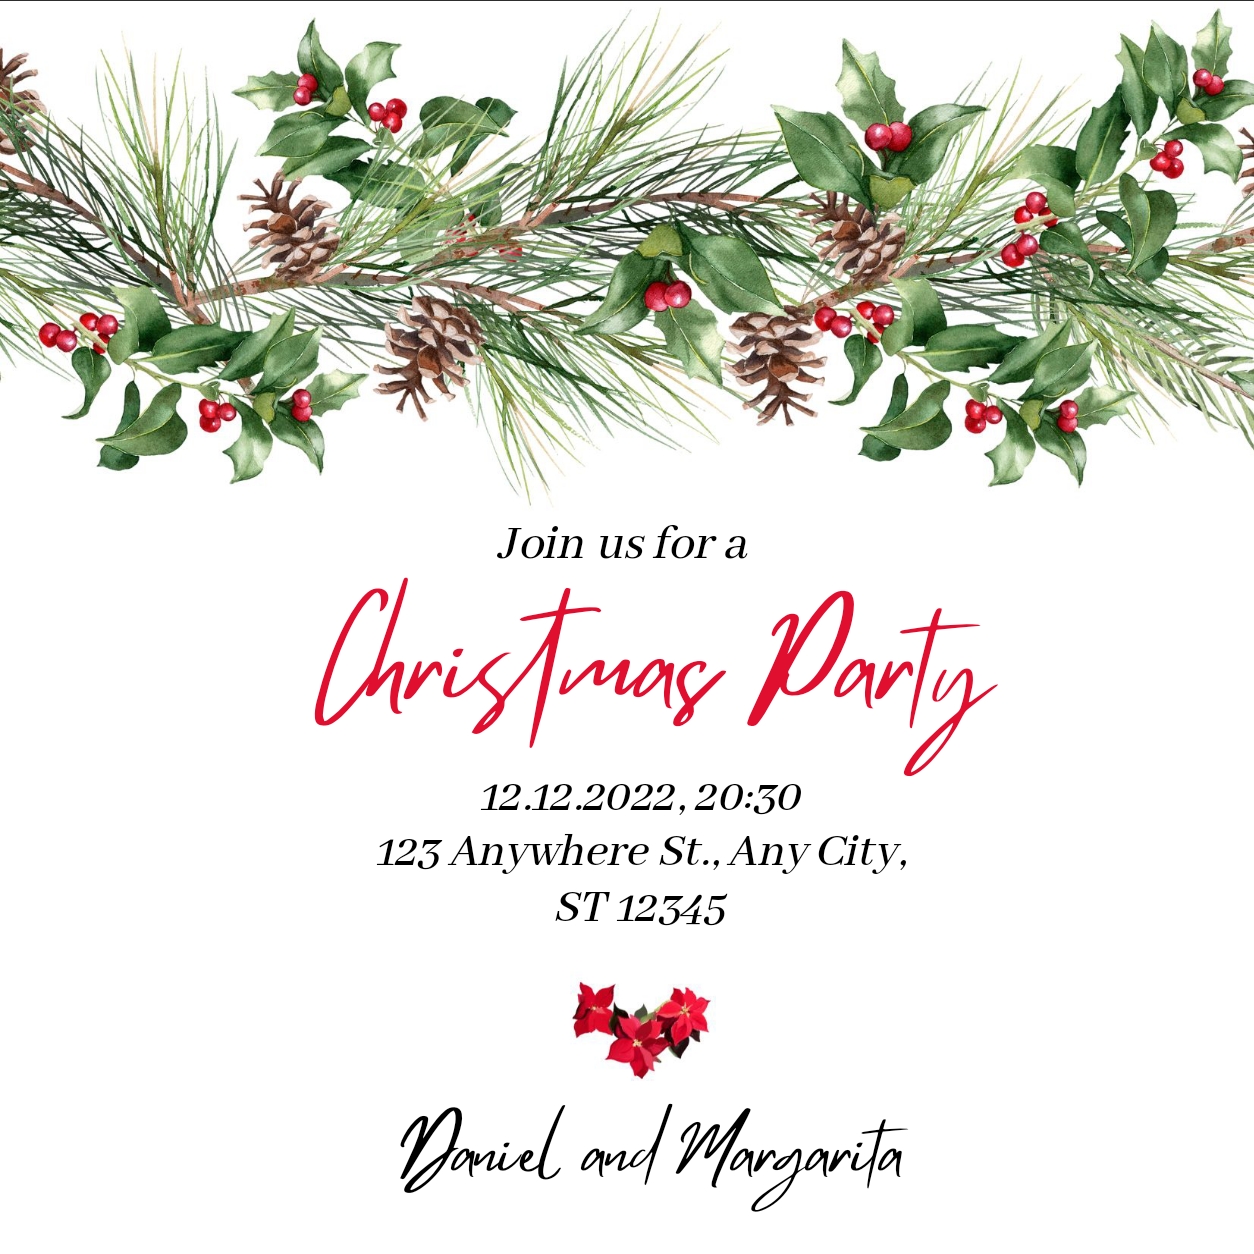 Join us for a
Christmas Party
12.12.2022, 20:30
123 Anywhere St., Any City,
ST 12345
Daniel and Margarita